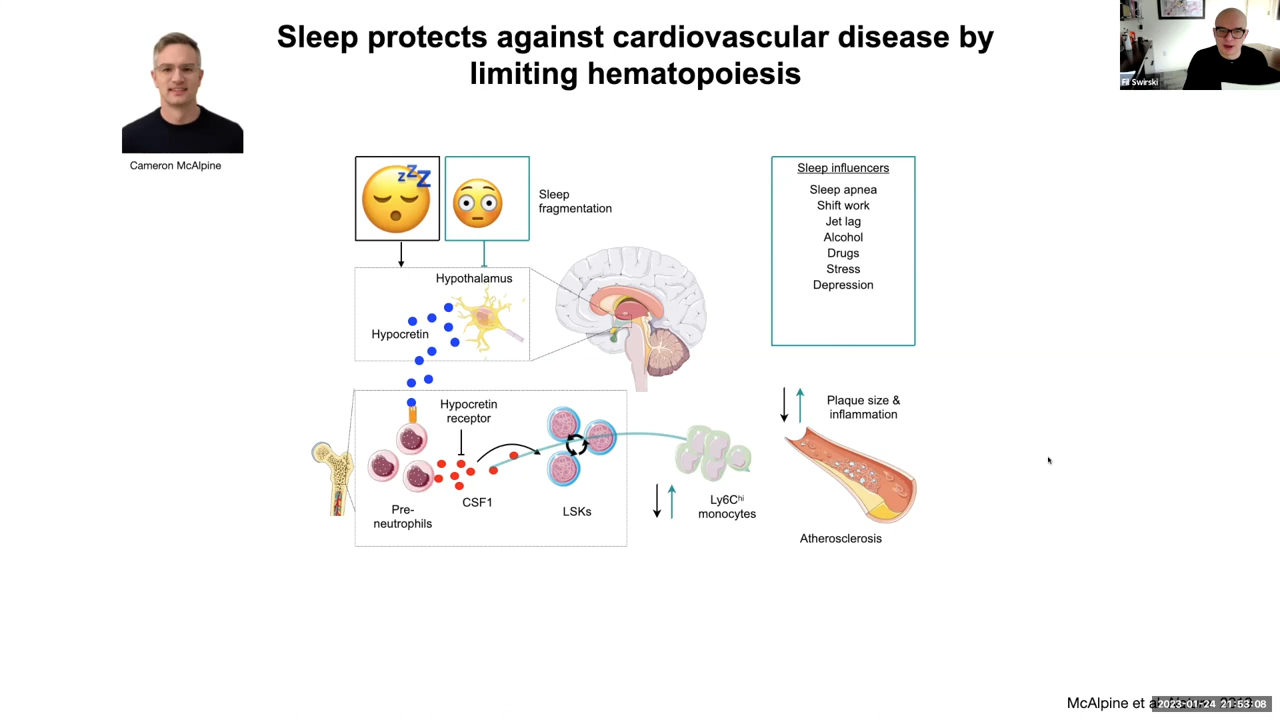 Sleep protects against cardiovascular disease by
limiting hematopoiesis
Fil Swirski
Cameron McAlpine
zzZ
Sleep
fragmentation
Sleep influencers
Sleep apnea
Shift work
Jet lag
Alcohol
Drugs
Stress
Depression
Hypothalamus
Hypocretin
Hypocretin
receptor
Pre-
neutrophils
CSF1
LSKs
Ly6Chi
monocytes
Plaque size &
inflammation
Atherosclerosis
McAlpine et
2023-01-24 21:53:08